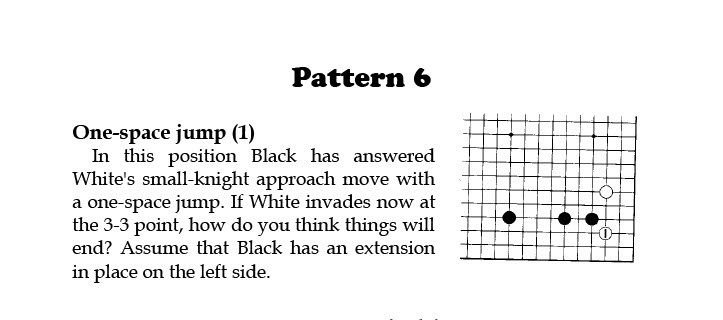 Pattern 6
One-space jump (1)
In this position Black has answered
White's small-knight approach move with
a one-space jump. If White invades now at
the 3-3 point, how do you think things will
end? Assume that Black has an extension
in place on the left side.
1